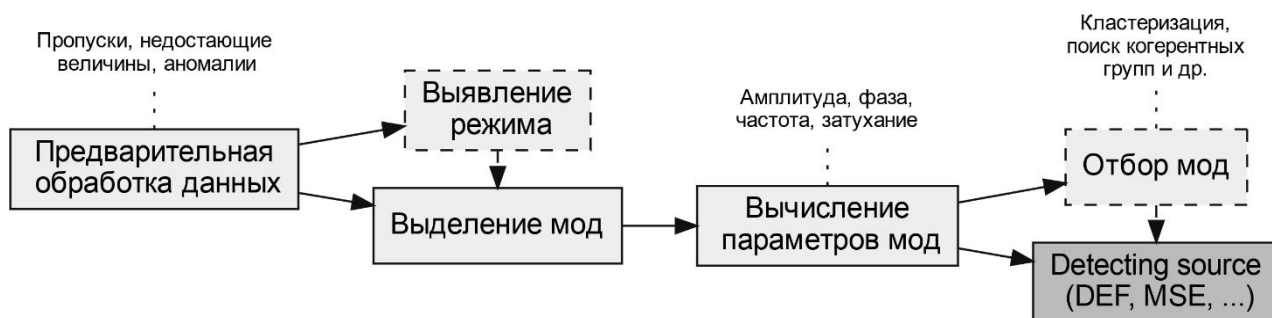 Пропуски, недостающие
величины, аномалии
Предварительная
обработка данных
Выявление
режима
Выделение мод
Амплитуда, фаза,
частота, затухание
Вычисление
параметров мод
Кластеризация,
поиск когерентных
групп и др.
Отбор мод
Detecting source
(DEF, MSE, ...)